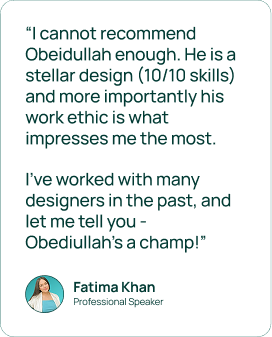 “I cannot recommend
Obeidullah enough. He is a
stellar design (10/10 skills)
and more importantly his
work ethic is what
impresses me the most.
I’ve worked with many
designers in the past, and
let me tell you -
Obediullah’s a champ!”
Fatima Khan
Professional Speaker